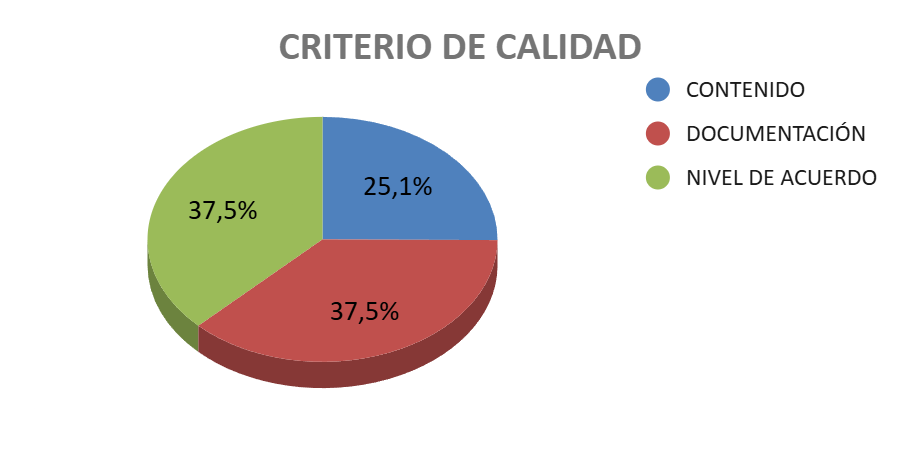 CRITERIO DE CALIDAD
CONTENIDO
DOCUMENTACIÓN
NIVEL DE ACUERDO
25,1%
37,5%
37,5%